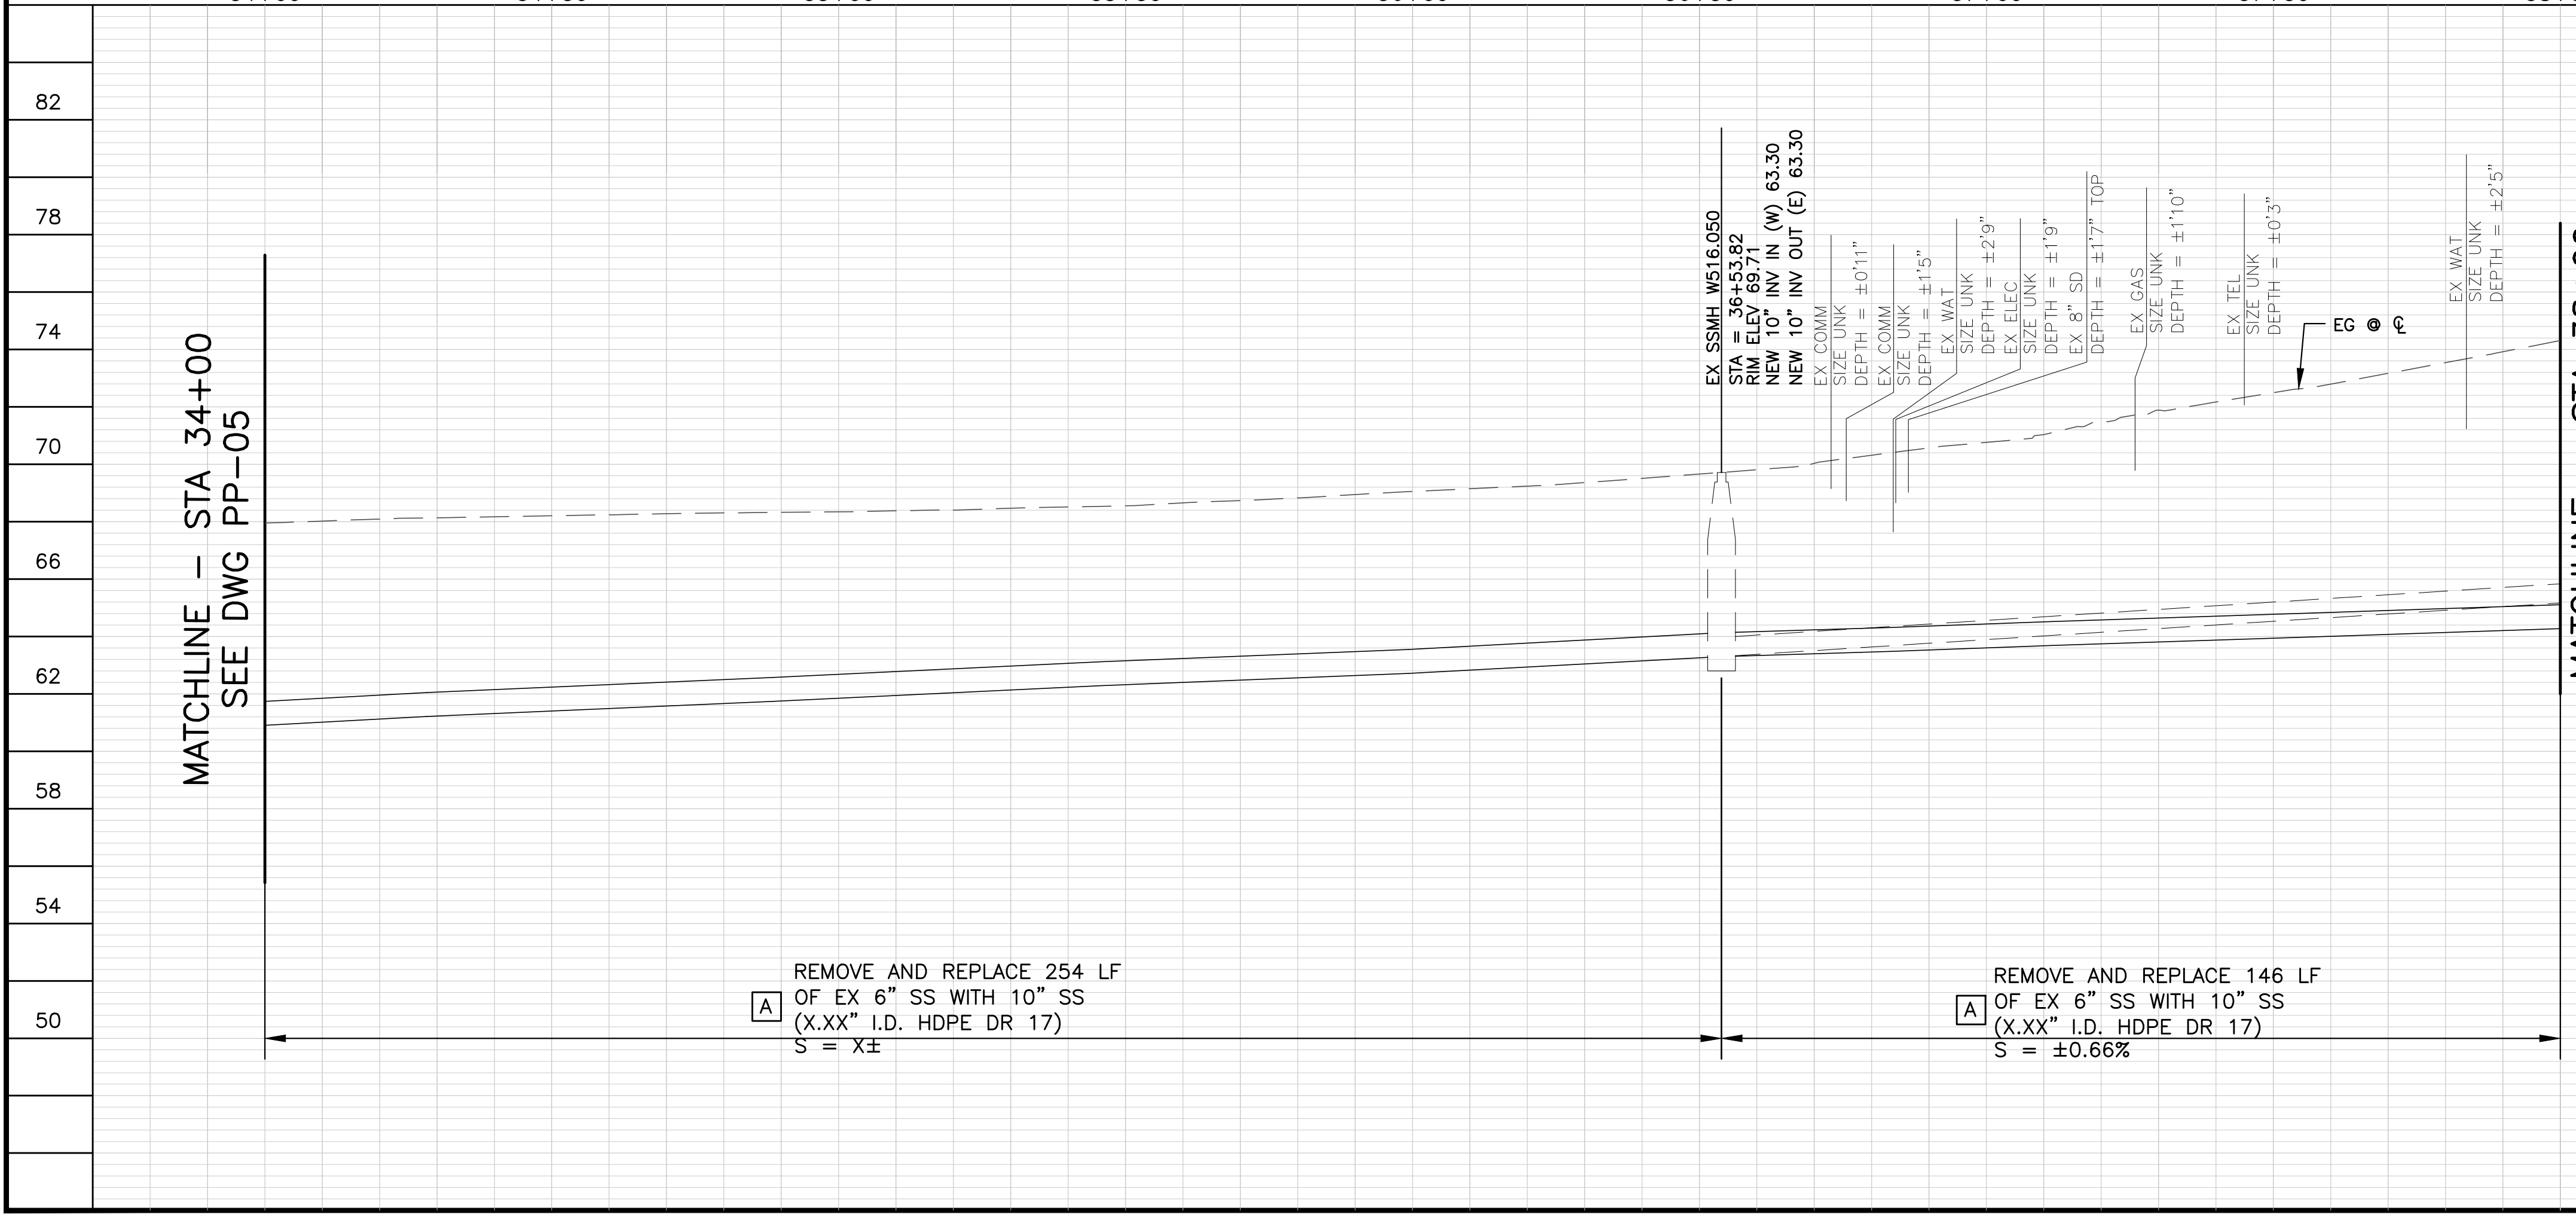 82
78
74
70
66
62
58
54
50
MATCHLINE - STA 34+00
SEE DWG PP-05
EX SSMH W516.050
STA = 36+53.82
RIM ELEV 69.71
NEW 10" INV IN (W) 63.30
NEW 10" INV OUT (E) 63.30
EX COMM
SIZE UNK
DEPTH = ±0'11"
EX COMM
SIZE UNK
DEPTH = ±1'5"
EX WAT
SIZE UNK
DEPTH = ±2'9"
EX ELEC
SIZE UNK
DEPTH = ±1'9"
EX 8" SD
DEPTH = ±1'7" TOP
EX GAS
SIZE UNK
DEPTH = ±1'10"
EX TEL
SIZE UNK
DEPTH = ±0'3"
EG @ ℄
EX WAT
SIZE UNK
DEPTH = ±2'5"
REMOVE AND REPLACE 254 LF
A OF EX 6" SS WITH 10" SS
(X.XX" I.D. HDPE DR 17)
S = X±
REMOVE AND REPLACE 146 LF
A OF EX 6" SS WITH 10" SS
(X.XX" I.D. HDPE DR 17)
S = ±0.66%